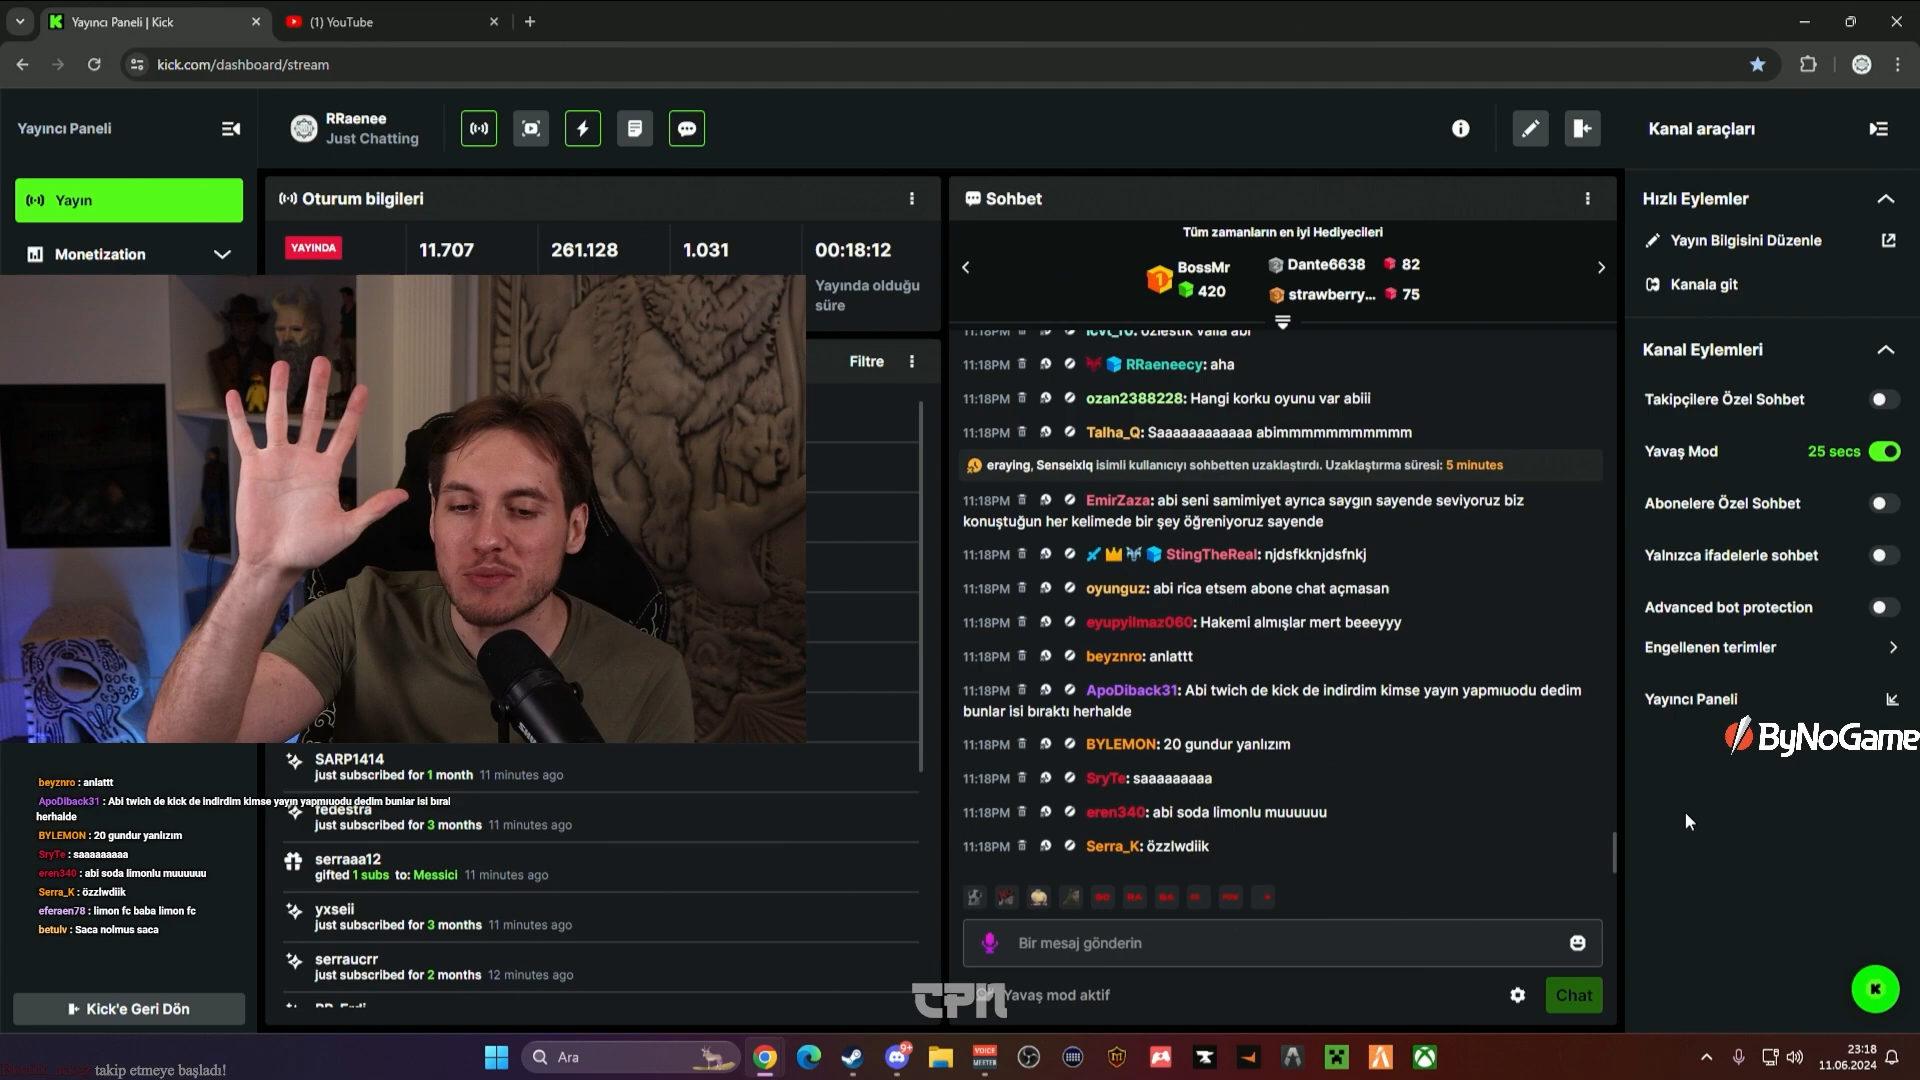 Yayıncı Paneli | Kick
(1) YouTube
kick.com/dashboard/stream
Yayıncı Paneli
RRaenee
Just Chatting
Kanal araçları
Yayın
Monetization
Oturum bilgileri
YAYINDA
11.707
261.128
1.031
00:18:12
Yayında olduğu
süre
Filtre
SARP1414
just subscribed for 1 month 11 minutes ago
fedestra
just subscribed for 3 months 11 minutes ago
serraaa12
gifted 1 subs to: Messici 11 minutes ago
yxseii
just subscribed for 3 months 11 minutes ago
serraucrr
just subscribed for 2 months 12 minutes ago
beyznro : anlattt
ApoDiback31 : Abi twich de kick de indirdim kimse yayın yapmıuodu dedim bunlar isi bıral
herhalde
BYLEMON : 20 gundur yanlızım
SryTe : saaaaaaaaa
eren340 : abi soda limonlu muuuuuu
Serra_K : özzlwdiik
eferaen78 : limon fc baba limon fc
betulv : Saca nolmus saca
Kick'e Geri Dön
takip etmeye başladı!
Sohbet
Tüm zamanların en iyi Hediyecileri
1
BossMr
420
Dante6638 82
strawberry... 75
11:18PM RRaeneecy: aha
11:18PM ozan2388228: Hangi korku oyunu var abiii
11:18PM Talha_Q: Saaaaaaaaaaaa abimmmmmmmmmmm
eraying, Senseixlq isimli kullanıcıyı sohbetten uzaklaştırdı. Uzaklaştırma süresi: 5 minutes
11:18PM EmirZaza: abi seni samimiyet ayrıca saygın sayende seviyoruz biz
konuştuğun her kelimede bir şey öğreniyoruz sayende
11:18PM StingTheReal: njdsfkknjdsfnkj
11:18PM oyunguz: abi rica etsem abone chat açmasan
11:18PM eyupyilmaz060: Hakemi almışlar mert beeeyyy
11:18PM beyznro: anlattt
11:18PM ApoDiback31: Abi twich de kick de indirdim kimse yayın yapmıuodu dedim
bunlar isi bıraktı herhalde
11:18PM BYLEMON: 20 gundur yanlızım
11:18PM SryTe: saaaaaaaaa
11:18PM eren340: abi soda limonlu muuuuuu
11:18PM Serra_K: özzlwdiik
Bir mesaj gönderin
Yavaş mod aktif
Chat
CPN
Hızlı Eylemler
Yayın Bilgisini Düzenle
Kanala git
Kanal Eylemleri
Takipçilere Özel Sohbet
Yavaş Mod 25 secs
Abonelere Özel Sohbet
Yalnızca ifadelerle sohbet
Advanced bot protection
Engellenen terimler
Yayıncı Paneli
ByNoGame
K
Ara
9+
VOICE
MEETER
23:18
11.06.2024